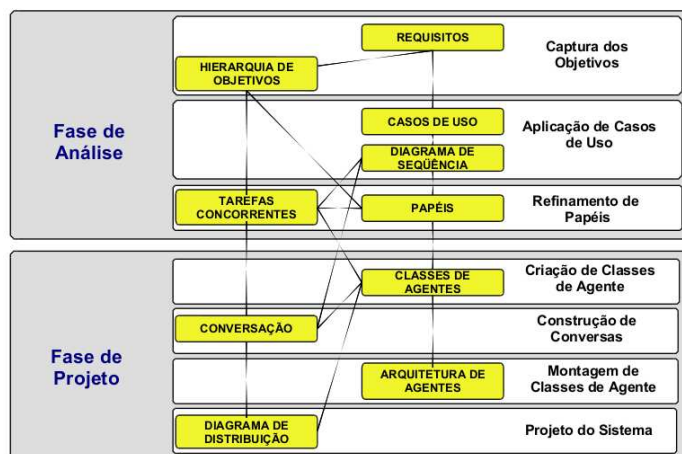 Fase de
Análise
REQUISITOS
HIERARQUIA DE
OBJETIVOS
Captura dos
Objetivos
CASOS DE USO
DIAGRAMA DE
SEQÜÊNCIA
Aplicação de Casos
de Uso
TAREFAS
CONCORRENTES
PAPÉIS
Refinamento de
Papéis
Fase de
Projeto
CLASSES DE
AGENTES
Criação de Classes
de Agente
CONVERSAÇÃO
Construção de
Conversas
ARQUITETURA DE
AGENTES
Montagem de
Classes de Agente
DIAGRAMA DE
DISTRIBUIÇÃO
Projeto do Sistema